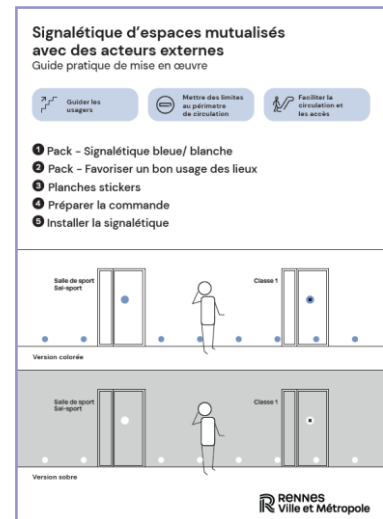 Signalétique d'espaces mutualisés
avec des acteurs externes
Guide pratique de mise en œuvre
Guider les
usagers
Mettre des limites
au périmètre
de circulation
Faciliter la
circulation et
les accès
1 Pack - Signalétique bleue/ blanche
2 Pack - Favoriser un bon usage des lieux
3 Planches stickers
4 Préparer la commande
5 Installer la signalétique
Salle de sport
Sal-sport
Classe 1
Version colorée
Salle de sport
Sal-sport
Classe 1
Version sobre
RENNES
Ville et Métropole